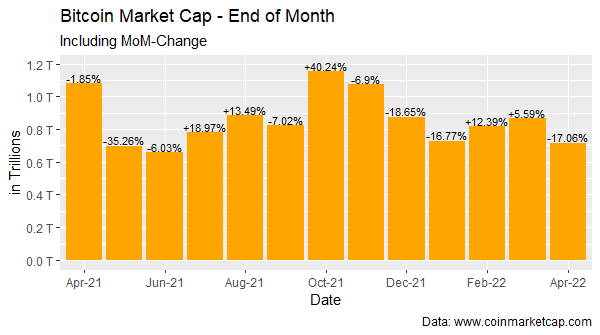 Bitcoin Market Cap - End of Month
Including MoM-Change
1.2 T
1.0 T
0.8 T
0.6 T
0.4 T
0.2 T
0.0 T
in Trillions
-1.85%
-35.26%
-6.03%
+18.97%
+13.49%
-7.02%
+40.24%
-6.9%
-18.65%
-16.77%
+12.39%
+5.59%
-17.06%
Apr-21
Jun-21
Aug-21
Oct-21
Dec-21
Feb-22
Apr-22
Date
Data: www.coinmarketcap.com